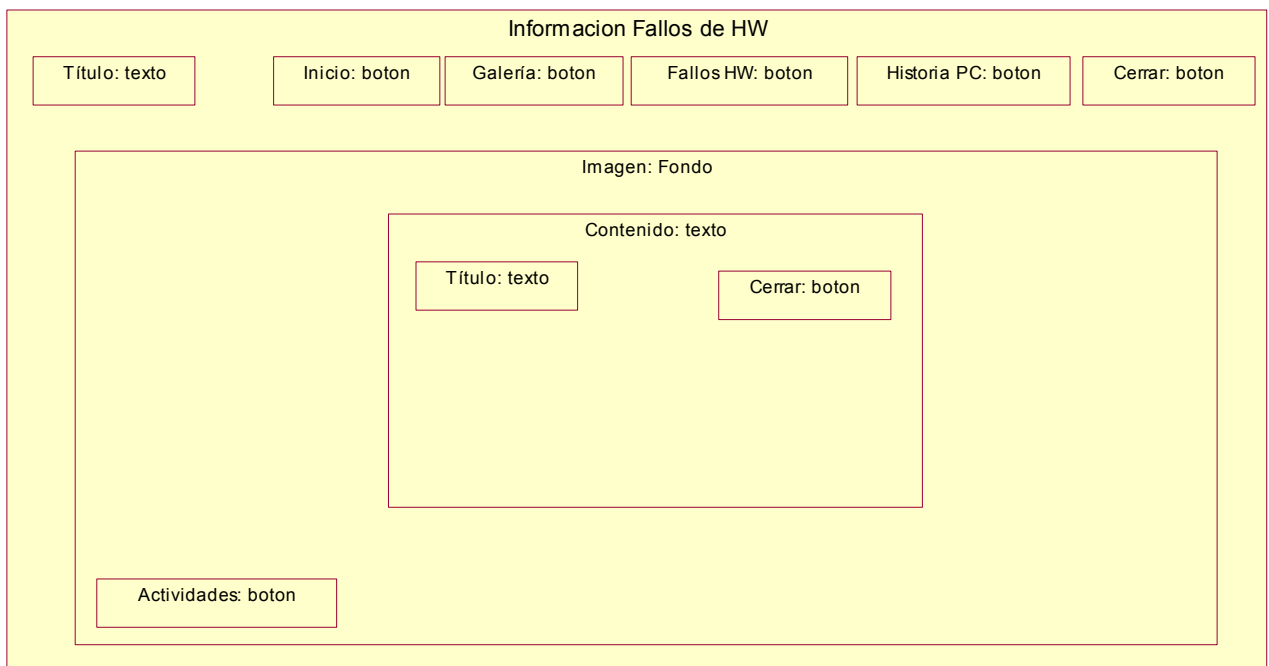 Informacion Fallos de HW
Título: texto
Inicio: boton
Galería: boton
Fallos HW: boton
Historia PC: boton
Cerrar: boton
Imagen: Fondo
Contenido: texto
Título: texto
Cerrar: boton
Actividades: boton